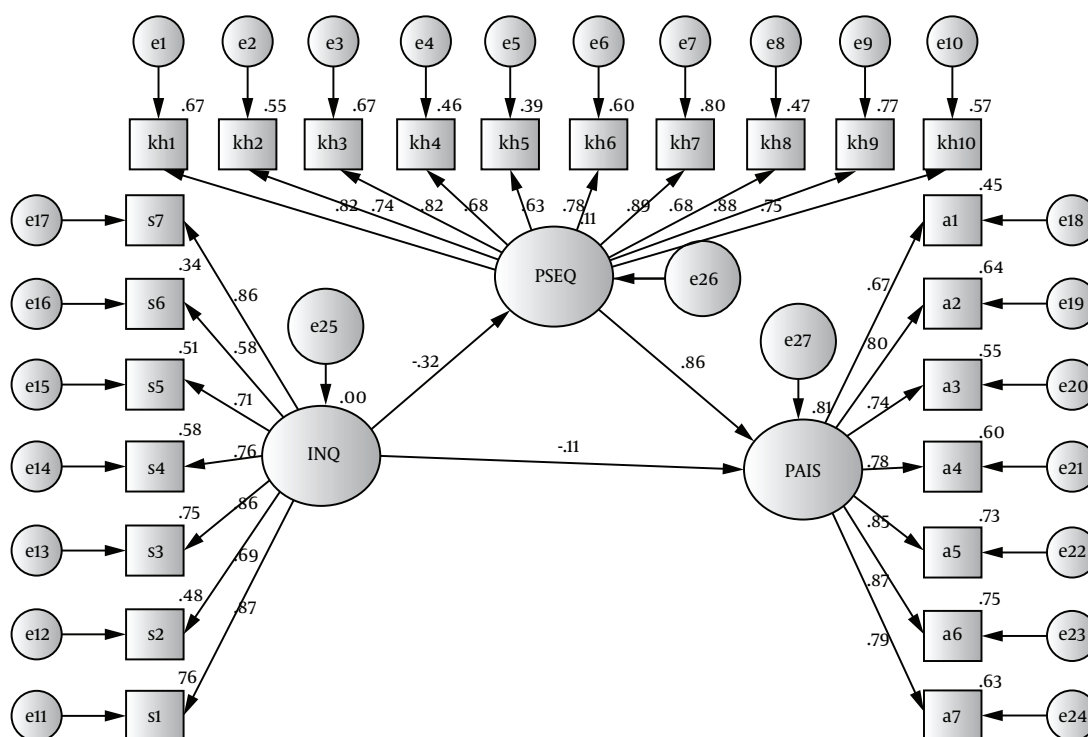 e1 e2 e3 e4 e5 e6 e7 e8 e9 e10
.67 .55 .67 .46 .39 .60 .80 .47 .77 .57
kh1 kh2 kh3 kh4 kh5 kh6 kh7 kh8 kh9 kh10
.82 .74 .82 .68 .63 .78 .89 .68 .88 .75
.11
PSEQ
e26
e17 s7
.34
e16 s6
.51
e15 s5
.58
e14 s4
.75
e13 s3
.48
e12 s2
76
e11 s1
.86
.58
.71
.76
.86
.69
.87
e25
.00
INQ
-.32
-.11
.86
e27
.81
PAIS
.67
80
.74
.78
.85
.87
.79
.45
a1 e18
.64
a2 e19
.55
a3 e20
.60
a4 e21
.73
a5 e22
.75
a6 e23
.63
a7 e24